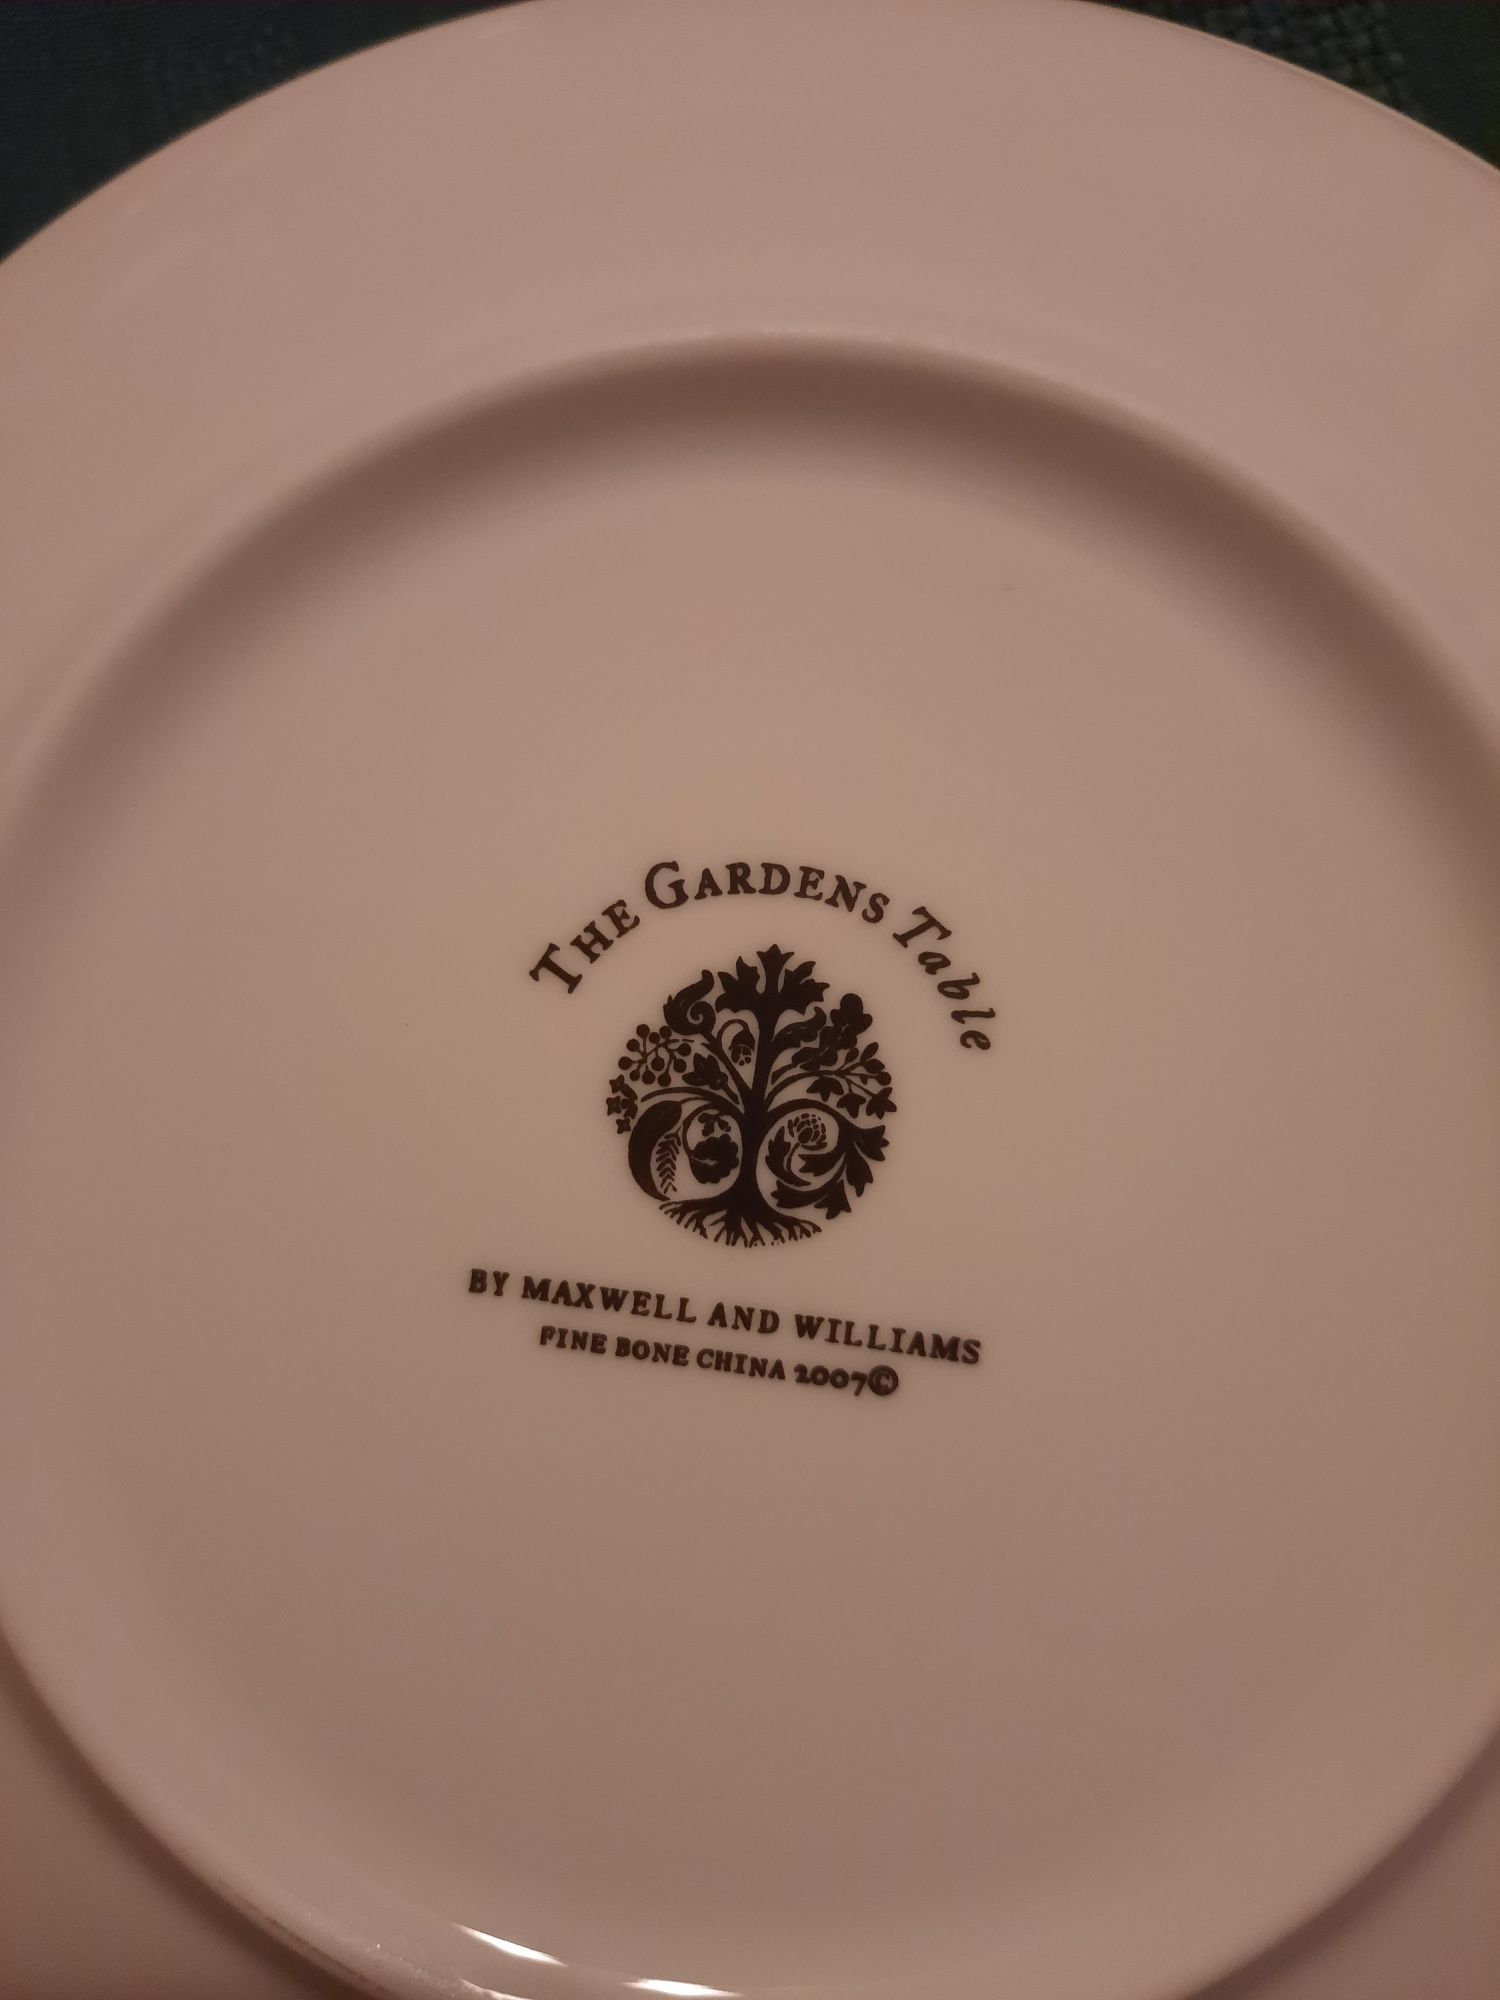 THE GARDENS Table
BY MAXWELL AND WILLIAMS
FINE BONE CHINA 2007©